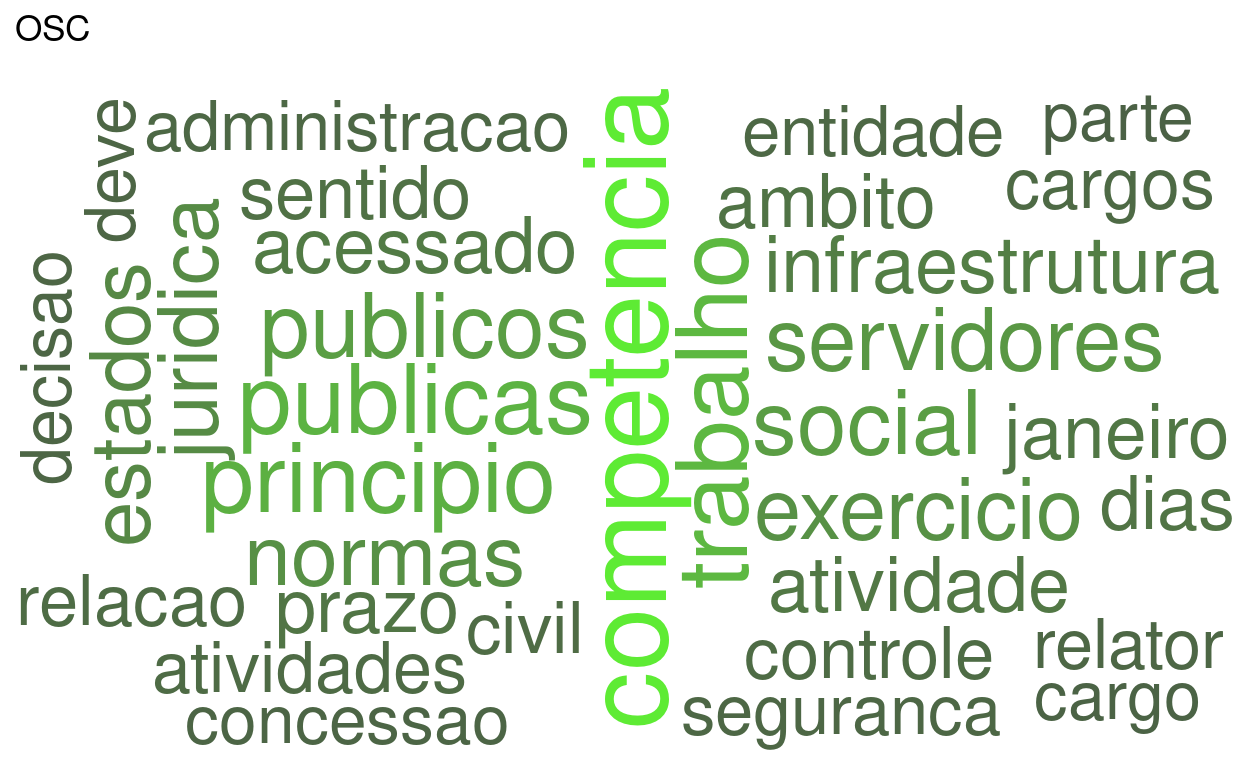 OSC
administracao
deve
sentido
acessado
juridica
estados
decisao
publicos
publicas
principio
normas
relacao
prazo
civil
atividades
concessao
competencia
trabalho
entidade
parte
ambito
cargos
infraestrutura
servidores
social
janeiro
exercicio
dias
atividade
controle
relator
seguranca
cargo